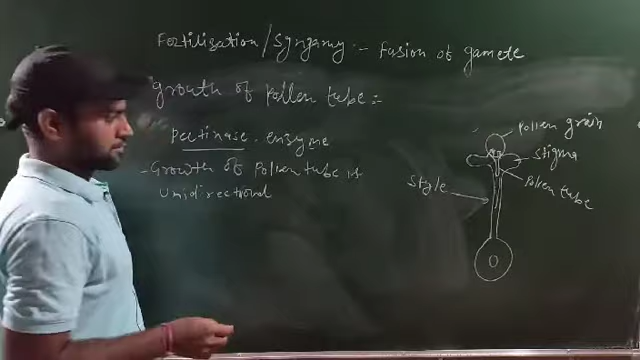 Fertilization/Syngamy :- fusion of gamete
growth of pollen tube :-
Pectinase enzyme
- Growth of Pollen tube is
Unidirectional
Pollen grain
Stigma
Pollen tube
Style